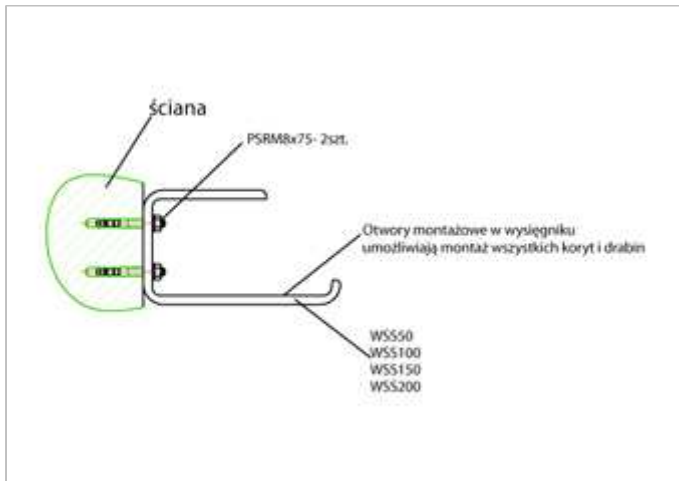 ściana
PSRM8x75- 2szt.
Otwory montażowe w wysięgniku
umożliwiają montaż wszystkich koryt i drabin
WSS50
WSS100
WSS150
WSS200